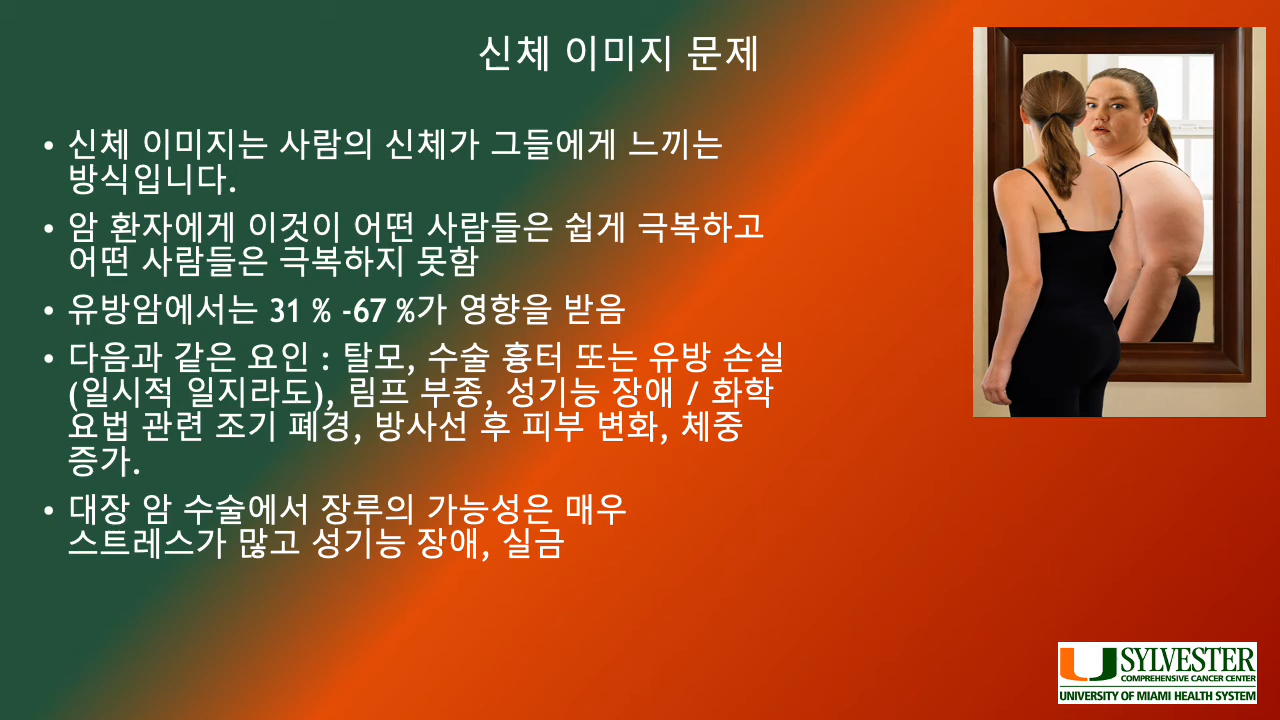 신체 이미지 문제
• 신체 이미지는 사람의 신체가 그들에게 느끼는
방식입니다.
• 암 환자에게 이것이 어떤 사람들은 쉽게 극복하고
어떤 사람들은 극복하지 못함
• 유방암에서는 31 % -67 %가 영향을 받음
• 다음과 같은 요인 : 탈모, 수술 흉터 또는 유방 손실
(일시적 일지라도), 림프 부종, 성기능 장애 / 화학
요법 관련 조기 폐경, 방사선 후 피부 변화, 체중
증가.
• 대장 암 수술에서 장루의 가능성은 매우
스트레스가 많고 성기능 장애, 실금
SYLVESTER
COMPREHENSIVE CANCER CENTER
UNIVERSITY OF MIAMI HEALTH SYSTEM